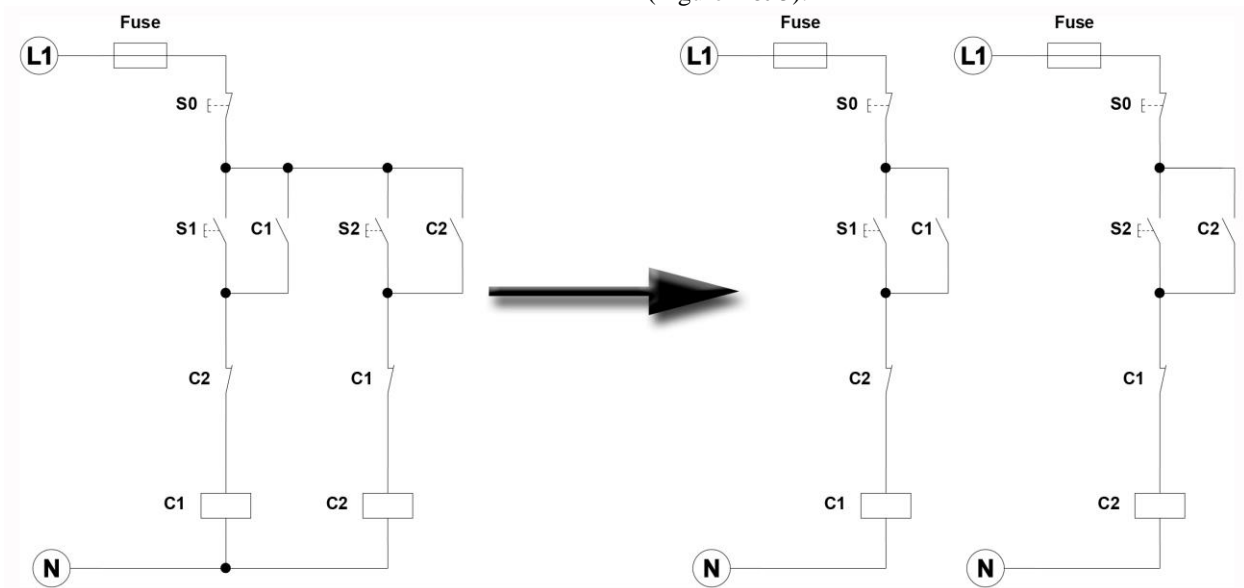 (Figure
Fuse Fuse Fuse
L1 L1 L1
S0 S0 S0
S1 C1 S2 C2 S1 C1 S2 C2
C2 C1 C2 C1
C1 C2 C1 C2
N N N